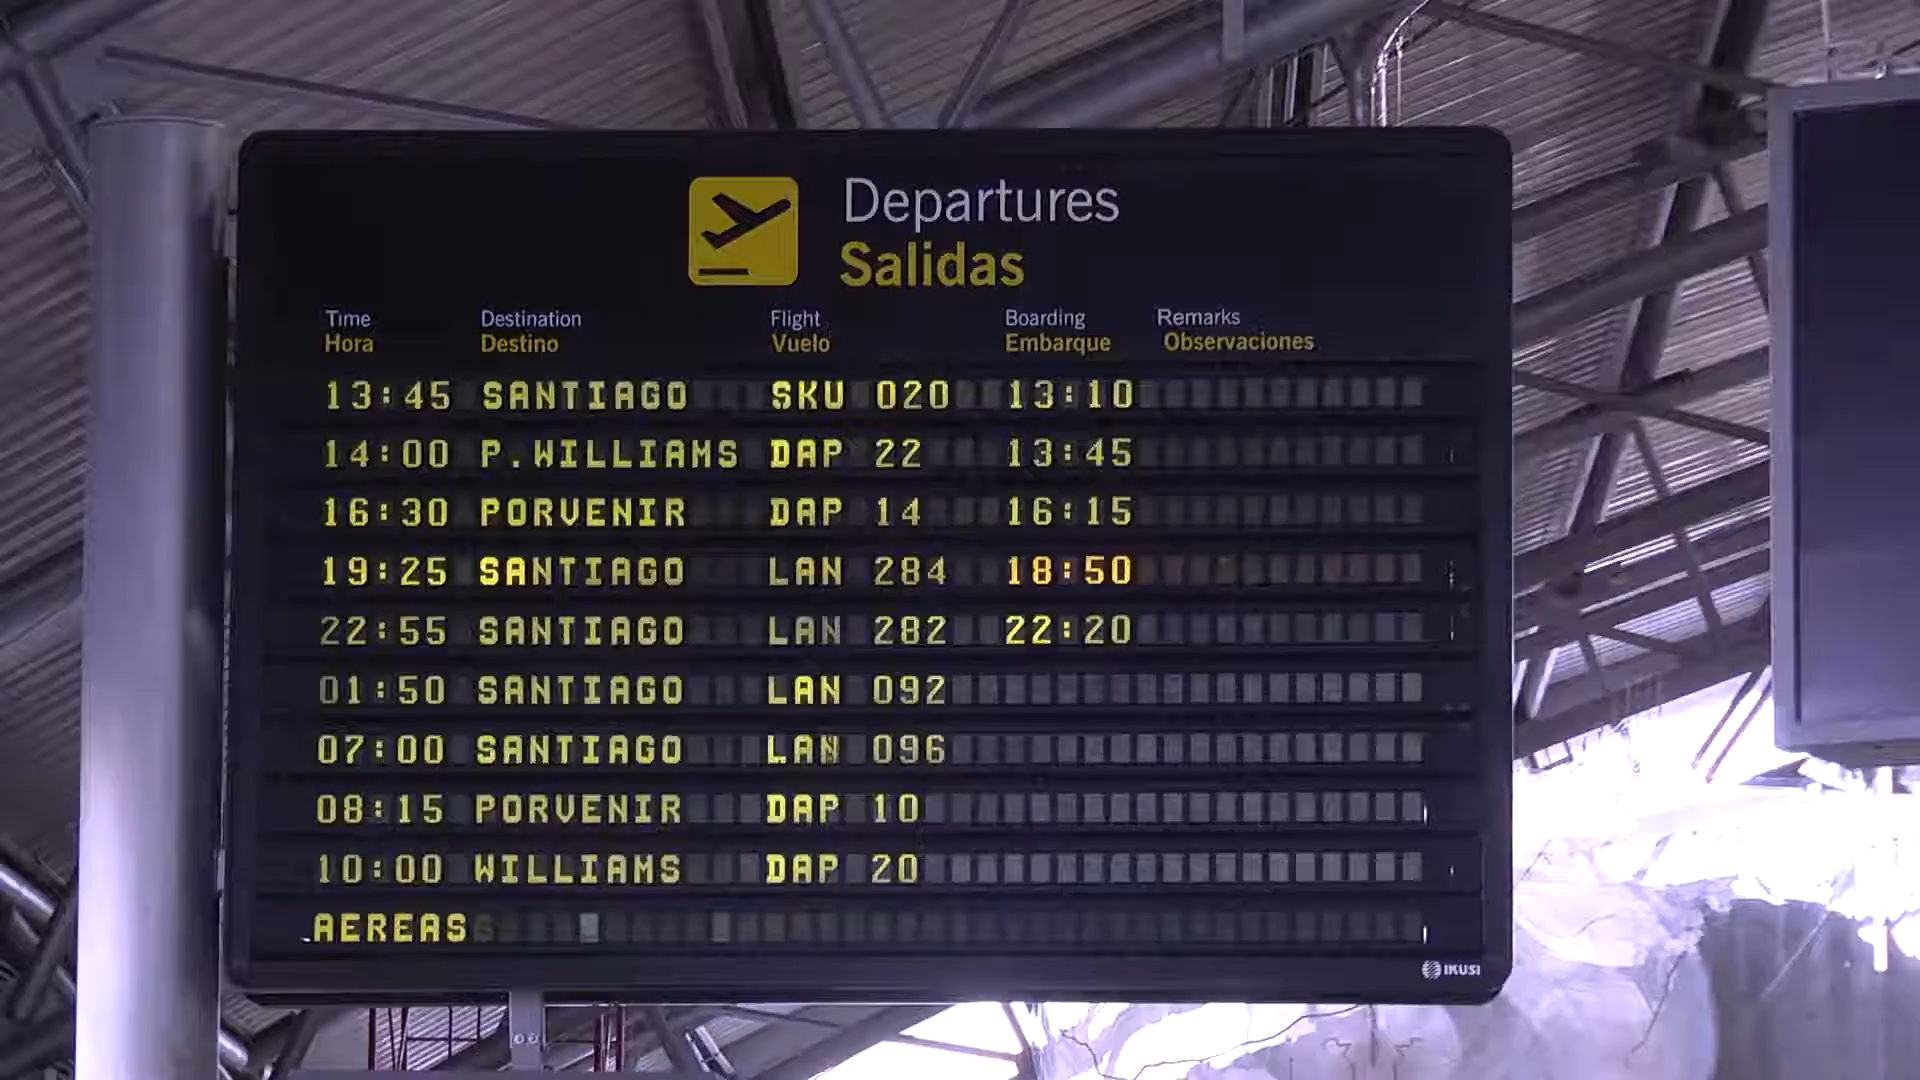 Departures
Salidas
Time Destination Flight Boarding Remarks
Hora Destino Vuelo Embarque Observaciones
13:45 SANTIAGO SKU 020 13:10
14:00 P.WILLIAMS DAP 22 13:45
16:30 PORVENIR DAP 14 16:15
19:25 SANTIAGO LAN 284 18:50
22:55 SANTIAGO LAN 282 22:20
01:50 SANTIAGO LAN 092
07:00 SANTIAGO LAN 096
08:15 PORVENIR DAP 10
10:00 WILLIAMS DAP 20
AEREAS
IKUSI